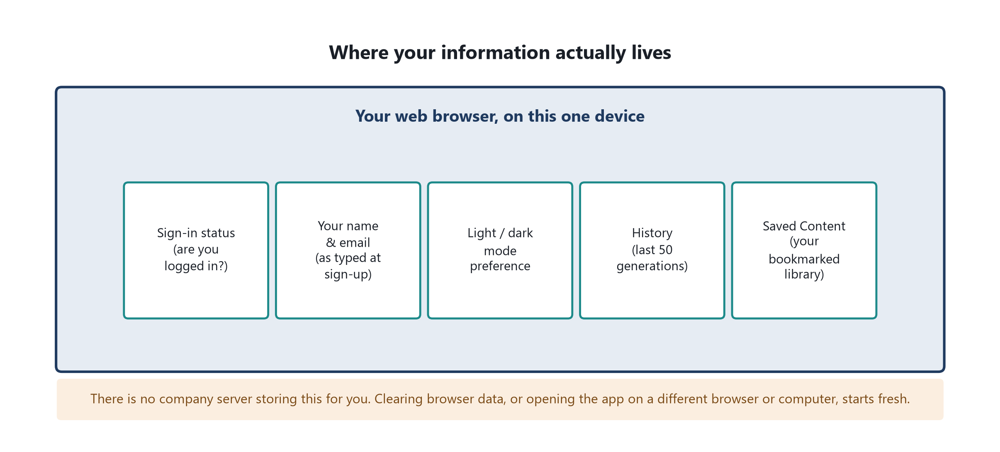 Where your information actually lives
Your web browser, on this one device
Sign-in status
(are you
logged in?)
Your name
& email
(as typed at
sign-up)
Light / dark
mode
preference
History
(last 50
generations)
Saved Content
(your
bookmarked
library)
There is no company server storing this for you. Clearing browser data, or opening the app on a different browser or computer, starts fresh.